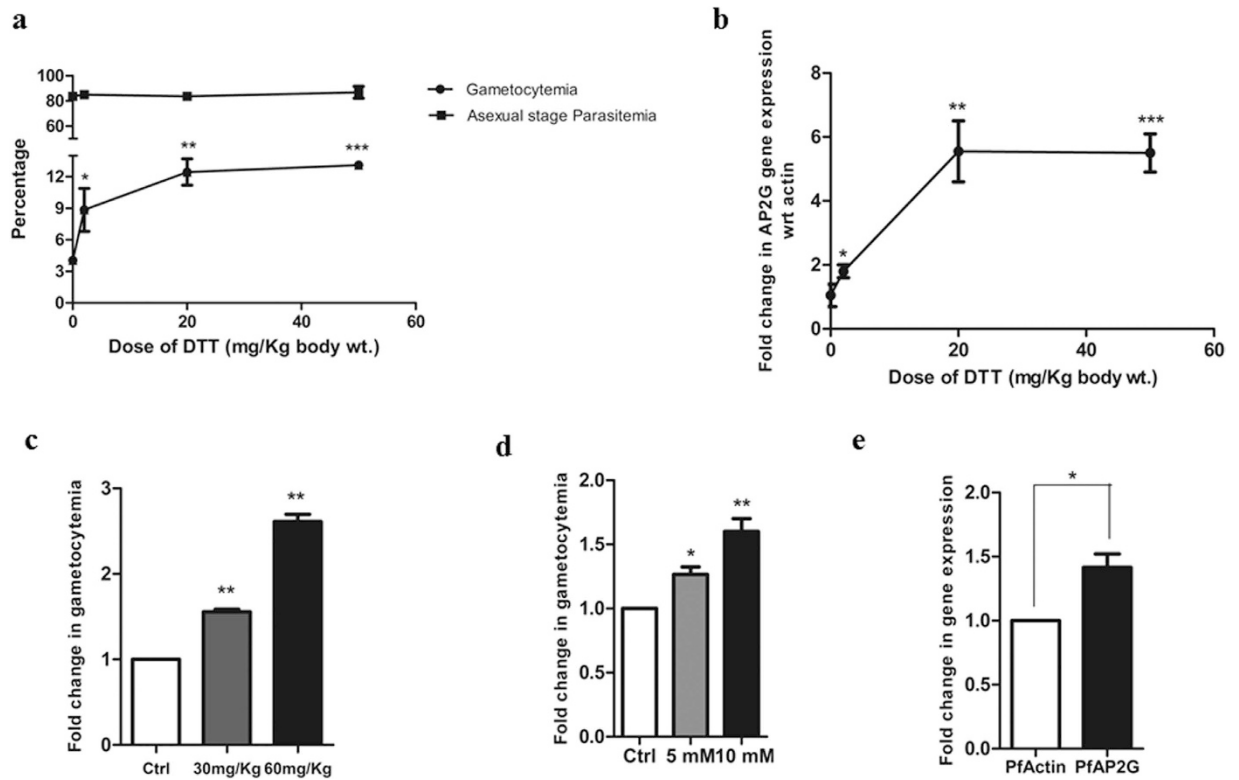 a
100
80
60
12
9
6
3
0
Percentage
*
**
***
0 20 40 60
Dose of DTT (mg/Kg body wt.)
Gametocytemia
Asexual stage Parasitemia
b
8
6
4
2
0
Fold change in AP2G gene expression
wrt actin
*
**
***
0 20 40 60
Dose of DTT (mg/Kg body wt.)
c
3
2
1
0
Fold change in gametocytemia
**
**
Ctrl 30mg/Kg 60mg/Kg
d
2.0
1.5
1.0
0.5
0.0
Fold change in gametocytemia
*
**
Ctrl 5 mM 10 mM
e
2.0
1.5
1.0
0.5
0.0
Fold change in gene expression
*
PfActin PfAP2G